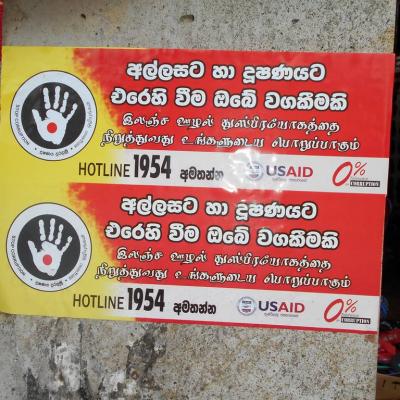 අල්ලසට හා දූෂණයට
එරෙහි වීම ඔබේ වගකීමකි
இலஞ்ச ஊழல் துஸ்பிரயோகத்தை
நிறுத்துவது உங்களுடைய பொறுப்பாகும்
HOTLINE 1954 අමතන්න
USAID
0%
CORRUPTION
අල්ලසට හා දූෂණයට
එරෙහි වීම ඔබේ වගකීමකි
இலஞ்ச ஊழல் துஸ்பிரயோகத்தை
நிறுத்துவது உங்களுடைய பொறுப்பாகும்
HOTLINE 1954 අමතන්න
USAID
0%
CORRUPTION